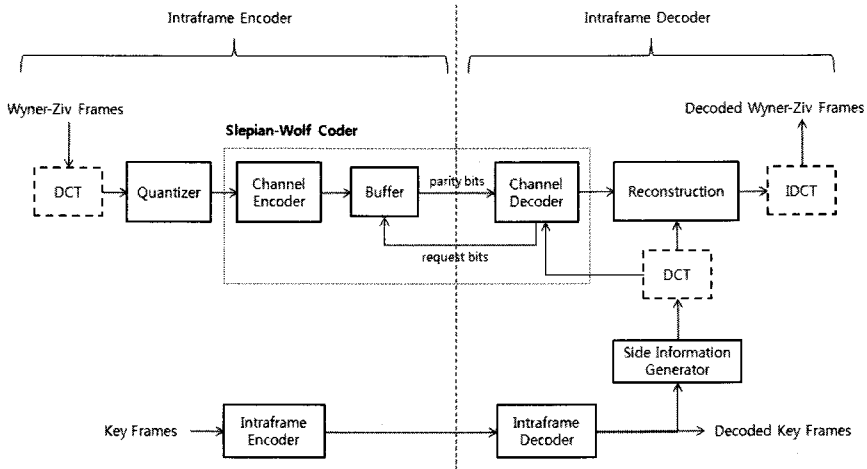 Intraframe Encoder
Intraframe Decoder
Wyner-Ziv Frames
Decoded Wyner-Ziv Frames
Slepian-Wolf Coder
DCT
Quantizer
Channel
Encoder
Buffer
parity bits
Channel
Decoder
Reconstruction
IDCT
request bits
DCT
Side Information
Generator
Key Frames
Intraframe
Encoder
Intraframe
Decoder
Decoded Key Frames